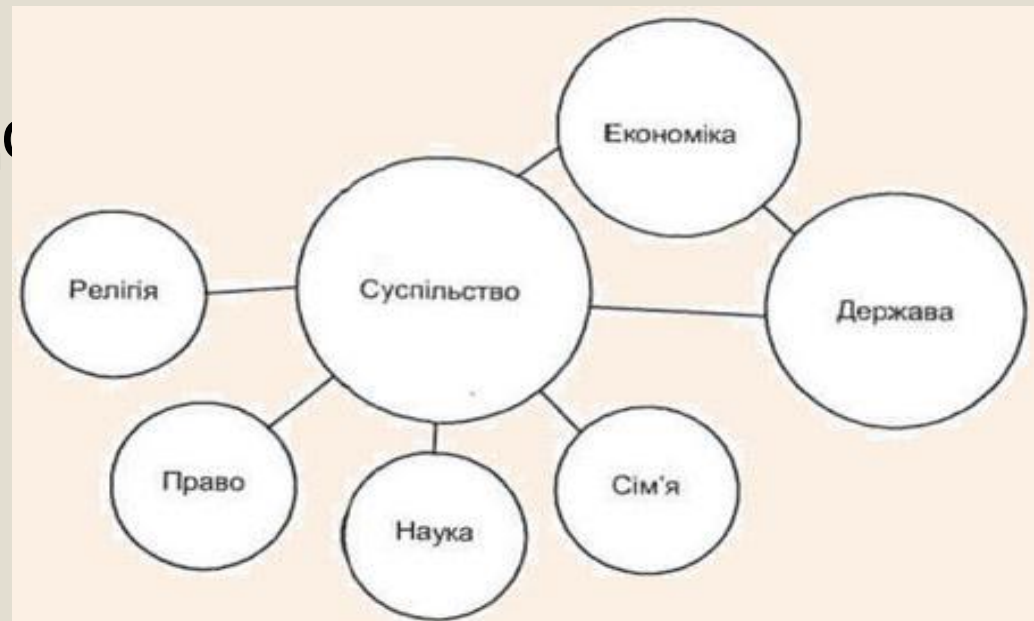 Економіка
Релігія
Суспільство
Держава
Право
Наука
Сім'я